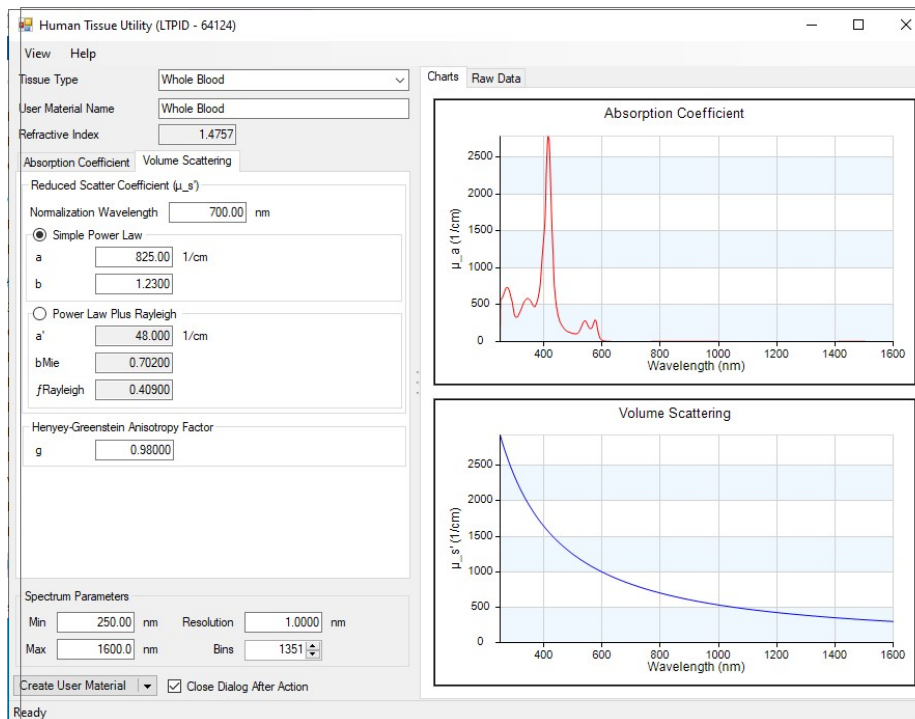 Human Tissue Utility (LTPID - 64124)
View Help
Tissue Type Whole Blood
User Material Name Whole Blood
Refractive Index 1.4757
Absorption Coefficient Volume Scattering
Reduced Scatter Coefficient (μ_s')
Normalization Wavelength 700.00 nm
Simple Power Law
a 825.00 1/cm
b 1.2300
Power Law Plus Rayleigh
a' 48.000 1/cm
bMie 0.70200
ƒRayleigh 0.40900
Henyey-Greenstein Anisotropy Factor
g 0.98000
Spectrum Parameters
Min 250.00 nm Resolution 1.0000 nm
Max 1600.0 nm Bins 1351
Create User Material Close Dialog After Action
Ready
Charts Raw Data
Absorption Coefficient
μ_a (1/cm)
2500
2000
1500
1000
500
0
400 600 800 1000 1200 1400 1600
Wavelength (nm)
Volume Scattering
μ_s' (1/cm)
2500
2000
1500
1000
500
0
400 600 800 1000 1200 1400 1600
Wavelength (nm)